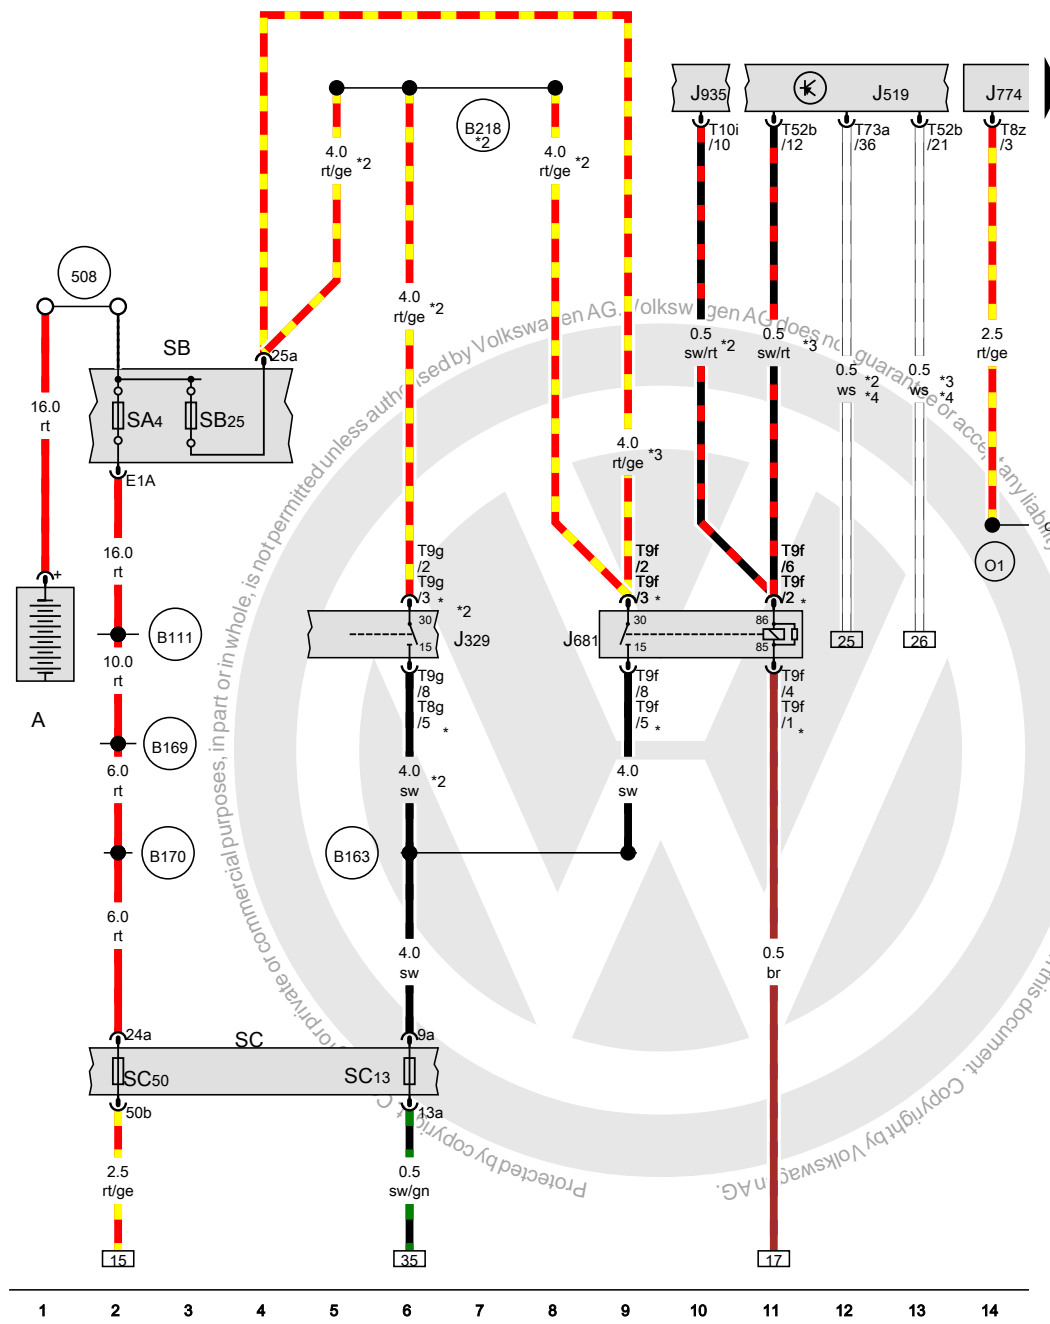 J935
J519
J774
T10i
/10
T52b
/12
T73a
/36
T52b
/21
T8z
/3
B218
*2
4.0
rt/ge *2
4.0
rt/ge *2
508
4.0
rt/ge *2
SB
25a
0.5
sw/rt *2
0.5
sw/rt *3
0.5
ws *2
*4
0.5
ws *3
*4
2.5
rt/ge
16.0
rt
SA4
SB25
E1A
4.0
rt/ge *3
16.0
rt
T9g
/2
T9g
/3 *
T9f
/2
T9f
/3 *
T9f
/6
T9f
/2 *
O1
+
B111
*2
30
15
J329
J681
30
15
86
85
25
26
10.0
rt
A
T9g
/8
T8g
/5 *
T9f
/8
T9f
/5 *
T9f
/4
T9f
/1 *
B169
6.0
rt
4.0
sw *2
4.0
sw
B170
B163
6.0
rt
4.0
sw
0.5
br
24a
SC
9a
SC50
SC13
50b
13a
2.5
rt/ge
0.5
sw/gn
15
35
17
1 2 3 4 5 6 7 8 9 10 11 12 13 14